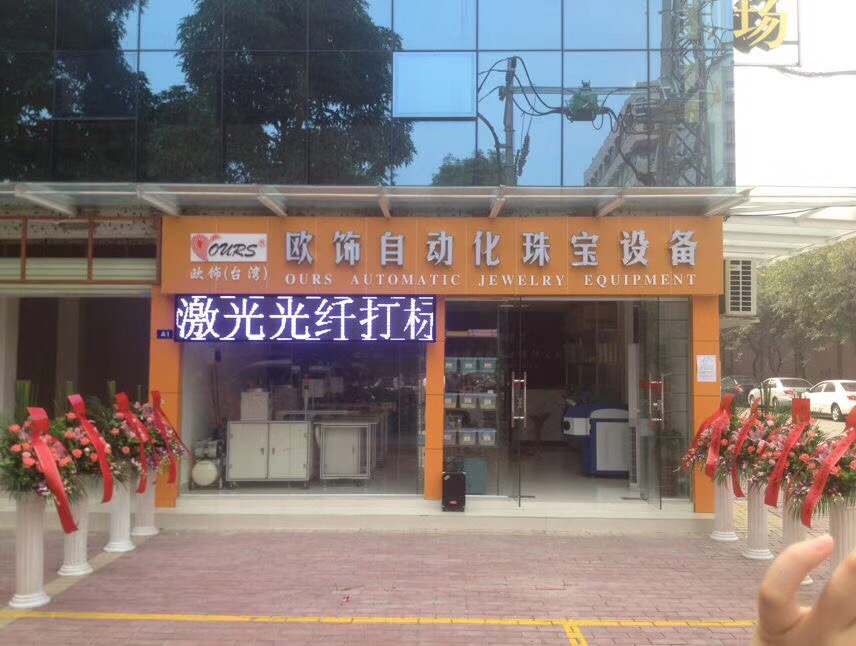 场
OURS®
欧饰(台湾)
欧饰自动化珠宝设备
OURS AUTOMATIC JEWELRY EQUIPMENT
激光光纤打标
A1